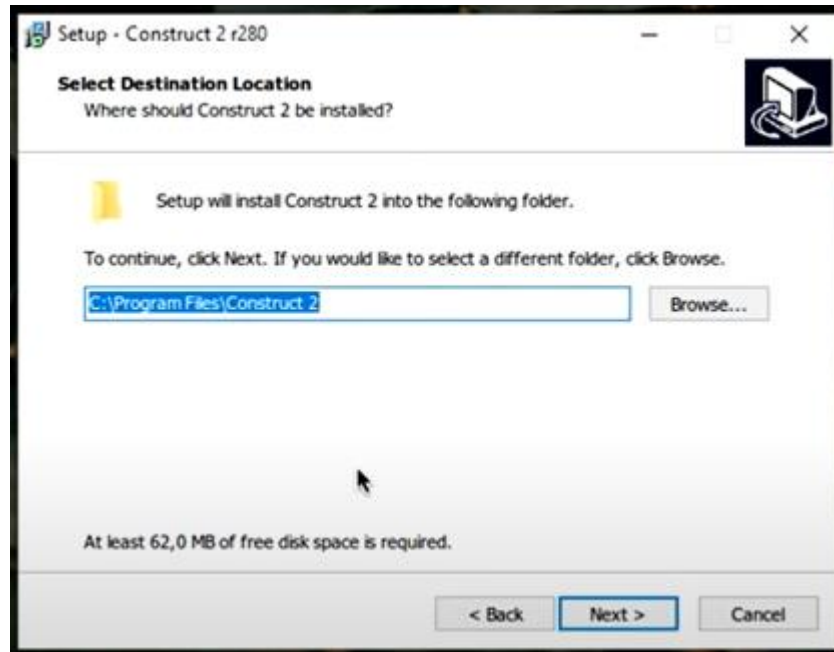 Setup - Construct 2 r280
Select Destination Location
Where should Construct 2 be installed?
Setup will install Construct 2 into the following folder.
To continue, click Next. If you would like to select a different folder, click Browse.
C:\Program Files\Construct 2
Browse...
At least 62,0 MB of free disk space is required.
< Back
Next >
Cancel